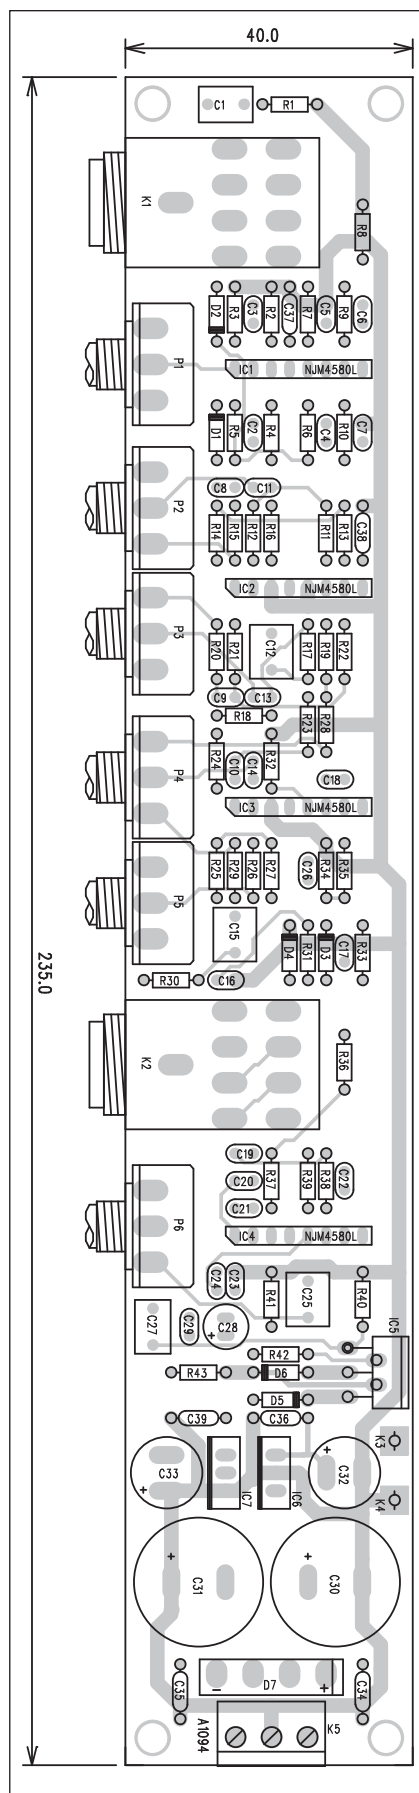 40.0
C1
R1
K1
R8
D2
R3
C3
R2
C37
R7
C5
R9
C6
P1
IC1
NJM4580L
D1
R5
C2
R4
R6
C4
R10
C7
P2
C8
C11
R14
R15
R12
R16
R11
R13
C38
IC2
NJM4580L
P3
R20
R21
C12
R17
R19
R22
C9
C13
R18
R23
R28
P4
R24
C10
C14
R32
C18
IC3
NJM4580L
P5
R25
R29
R26
R27
C26
R34
R35
C15
D4
R31
D3
C17
R33
R30
C16
235.0
K2
R36
C19
C20
C21
R37
R39
R38
C22
P6
IC4
NJM4580L
C24
C23
R41
C25
R40
C27
C29
C28
+
IC5
R42
R43
D6
D5
C39
C36
K3
C33
+
IC7
IC6
C32
+
K4
+
C31
+
C30
C35
-
D7
+
C34
A1094
K5